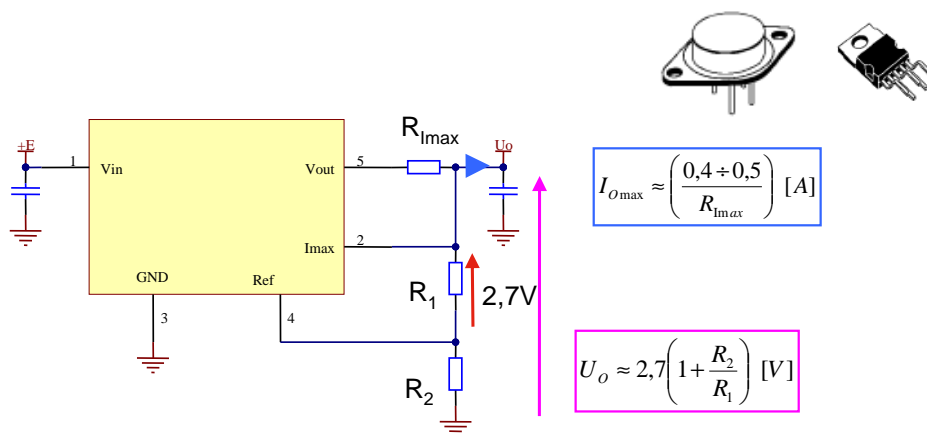 R_Imax
+E
1
Vin
Vout
5
Uo
I_Omax ≈ (0,4 ÷ 0,5 / R_Imax) [A]
Imax
2
GND
Ref
R_1
2,7V
3
4
R_2
U_O ≈ 2,7(1 + R_2 / R_1) [V]